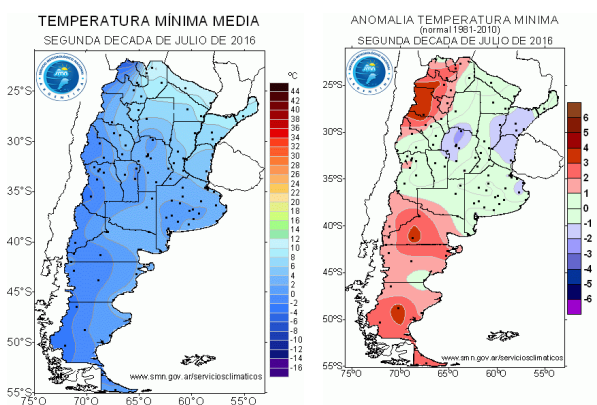 TEMPERATURA MÍNIMA MEDIA
SEGUNDA DECADA DE JULIO DE 2016
25°S
30°S
35°S
40°S
45°S
50°S
55°S
75°O
70°O
65°O
60°O
55°O
www.smn.gov.ar/serviciosclimaticos
°C
44
42
40
38
36
34
32
30
28
26
24
22
20
18
16
14
12
10
8
6
4
2
0
-2
-4
-6
-8
-10
-12
-14
-16
ANOMALIA TEMPERATURA MINIMA
(normal 1981-2010)
SEGUNDA DECADA DE JULIO DE 2016
25°S
30°S
35°S
40°S
45°S
50°S
55°S
75°O
70°O
65°O
60°O
55°O
www.smn.gov.ar/serviciosclimaticos
6
5
4
3
2
1
0
-1
-2
-3
-4
-5
-6
smn
smn